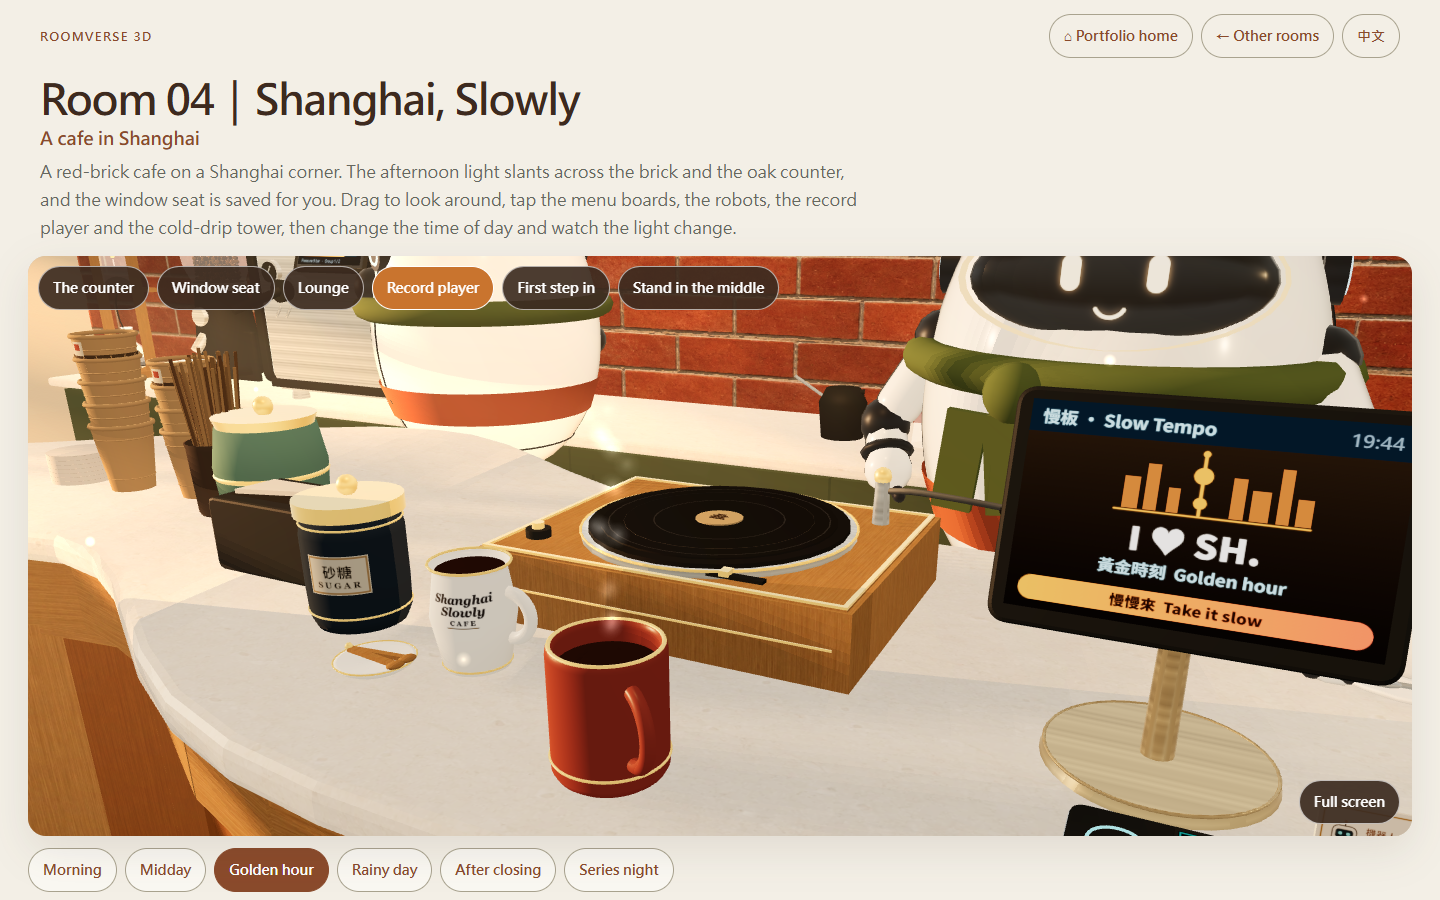 ROOMVERSE 3D
⌂ Portfolio home
← Other rooms
中文
Room 04 | Shanghai, Slowly
A cafe in Shanghai
A red-brick cafe on a Shanghai corner. The afternoon light slants across the brick and the oak counter,
and the window seat is saved for you. Drag to look around, tap the menu boards, the robots, the record
player and the cold-drip tower, then change the time of day and watch the light change.
The counter
Window seat
Lounge
Record player
First step in
Stand in the middle
慢板 • Slow Tempo
19:44
I ♥ SH.
黃金時刻 Golden hour
慢慢來 Take it slow
砂糖
SUGAR
Shanghai
Slowly
CAFE
Full screen
Morning
Midday
Golden hour
Rainy day
After closing
Series night